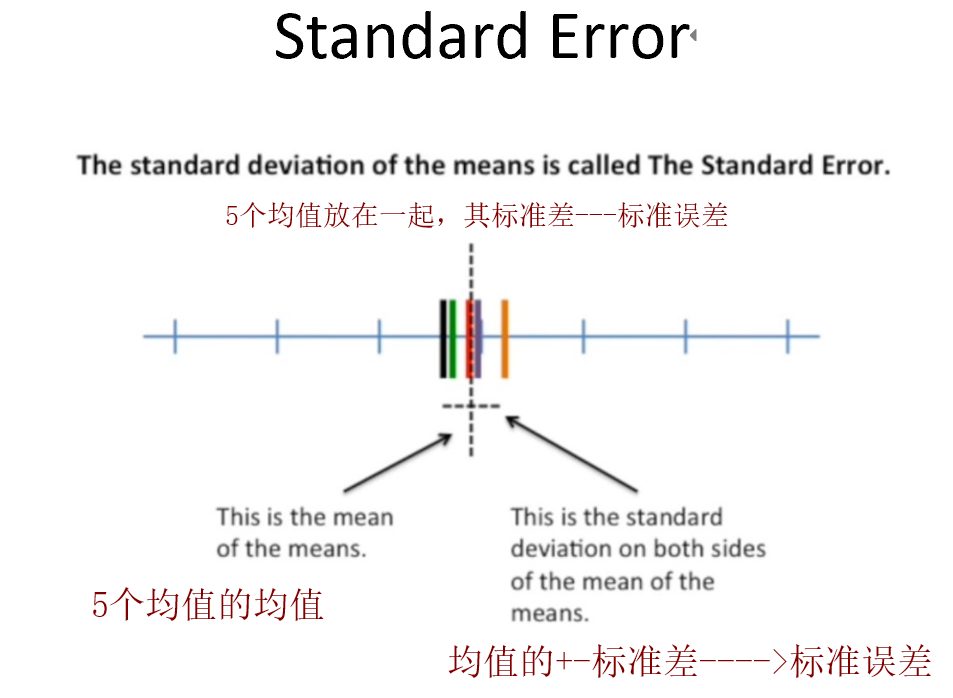 Standard Error
The standard deviation of the means is called The Standard Error.
5个均值放在一起，其标准差---标准误差
This is the mean
of the means.
5个均值的均值
This is the standard
deviation on both sides
of the mean of the
means.
均值的+-标准差---->标准误差